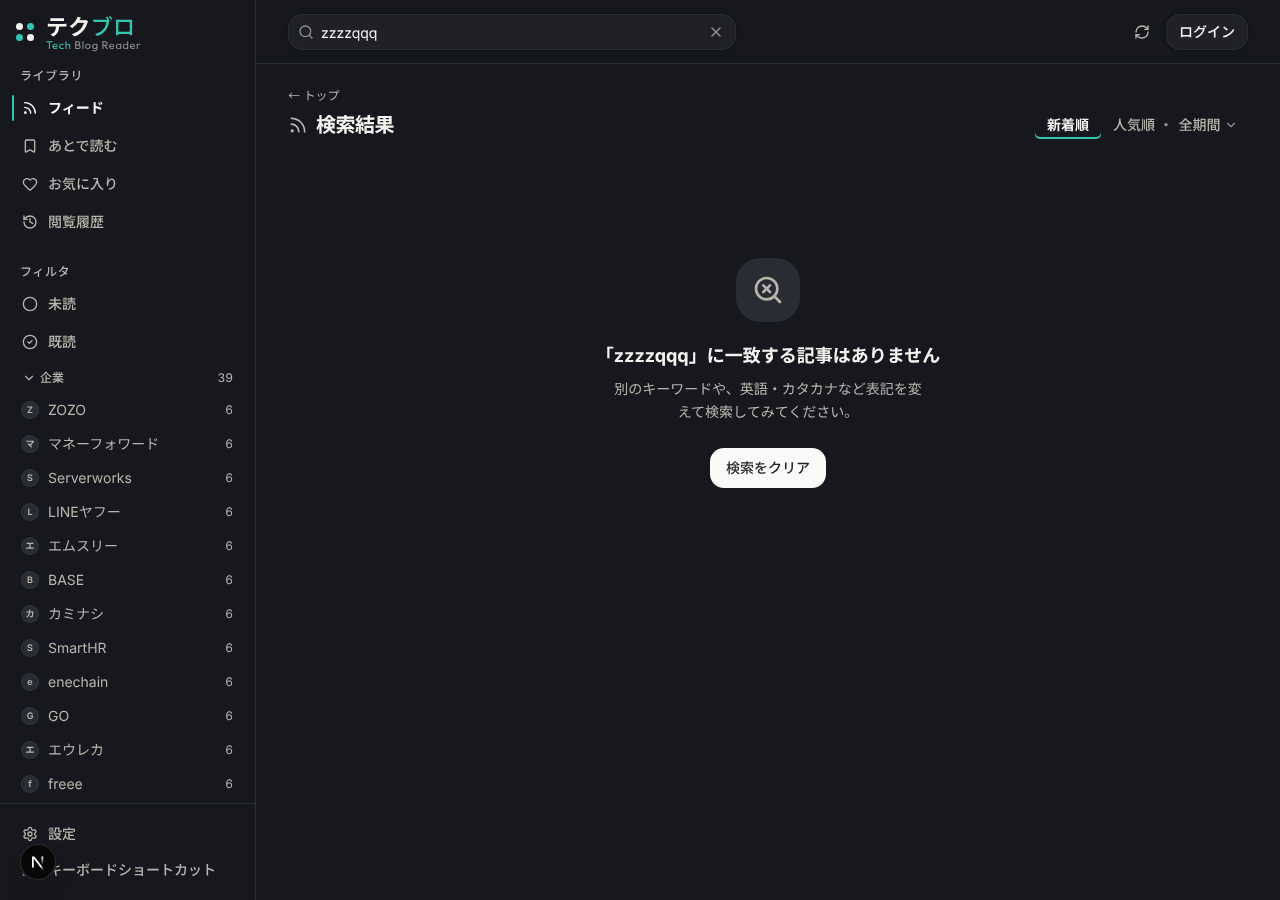 テクブロ
Tech Blog Reader
ライブラリ
フィード
あとで読む
お気に入り
閲覧履歴
フィルタ
未読
既読
企業 39
Z ZOZO 6
マ マネーフォワード 6
S Serverworks 6
L LINEヤフー 6
エ エムスリー 6
B BASE 6
カ カミナシ 6
S SmartHR 6
e enechain 6
G GO 6
エ エウレカ 6
f freee 6
設定
N
キーボードショートカット
zzzzqqq
ログイン
← トップ
検索結果
新着順 人気順 ・ 全期間
「zzzzqqq」に一致する記事はありません
別のキーワードや、英語・カタカナなど表記を変
えて検索してみてください。
検索をクリア